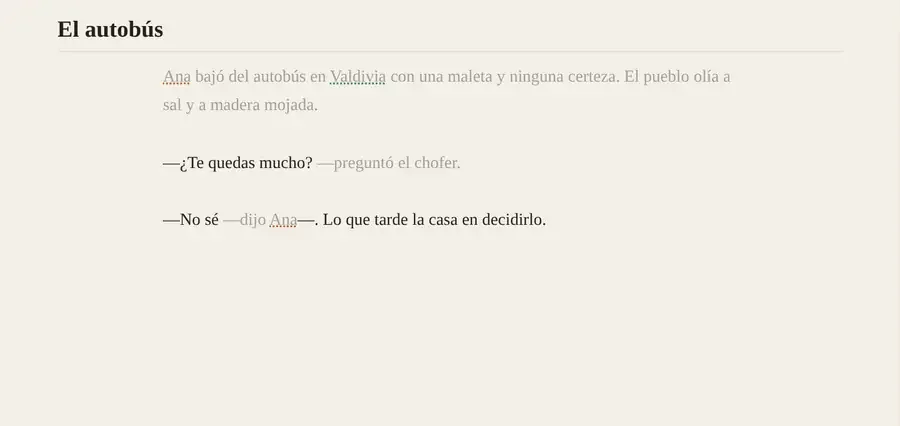 El autobús
Ana bajó del autobús en Valdivia con una maleta y ninguna certeza. El pueblo olía a
sal y a madera mojada.
—¿Te quedas mucho? —preguntó el chofer.
—No sé —dijo Ana—. Lo que tarde la casa en decidirlo.